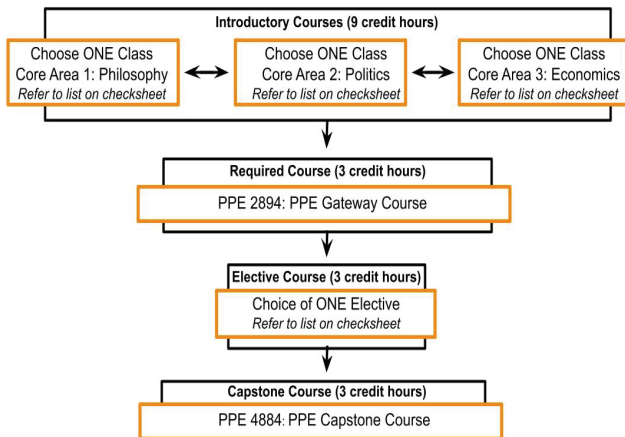 Introductory Courses (9 credit hours)
Choose ONE Class
Core Area 1: Philosophy
Refer to list on checksheet
Choose ONE Class
Core Area 2: Politics
Refer to list on checksheet
Choose ONE Class
Core Area 3: Economics
Refer to list on checksheet
Required Course (3 credit hours)
PPE 2894: PPE Gateway Course
Elective Course (3 credit hours)
Choice of ONE Elective
Refer to list on checksheet
Capstone Course (3 credit hours)
PPE 4884: PPE Capstone Course